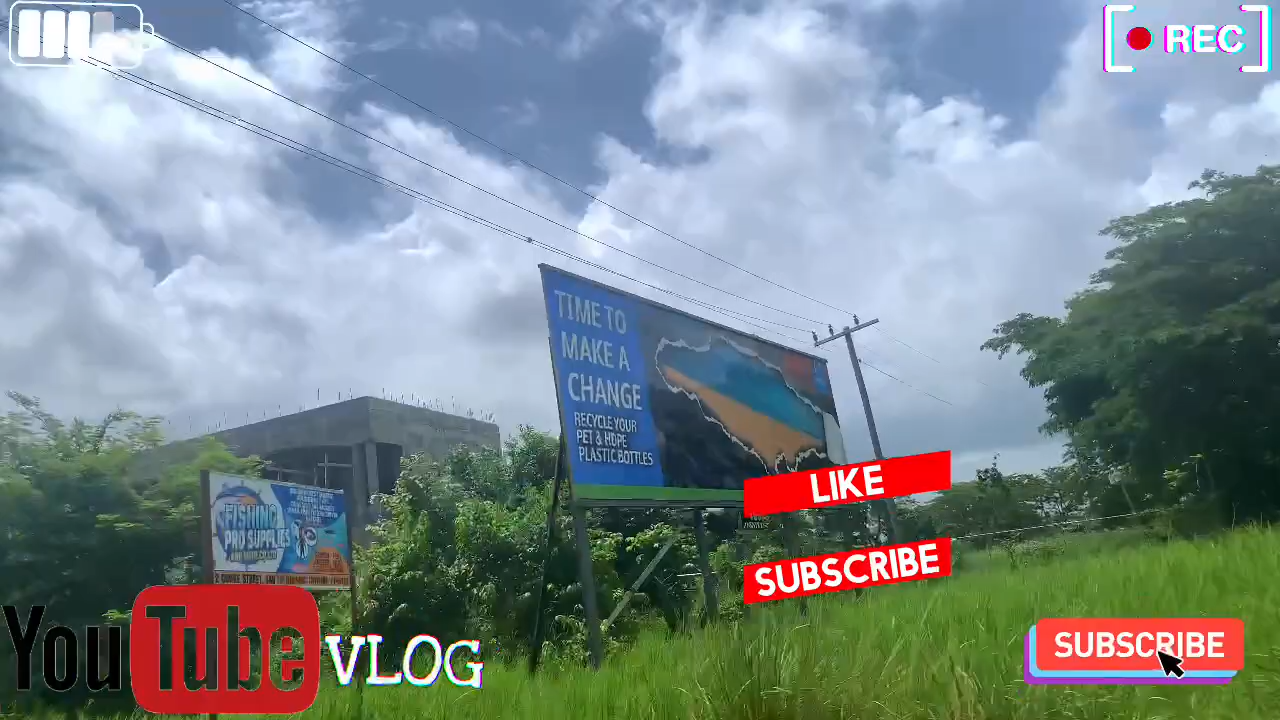 REC
TIME TO
MAKE A
CHANGE
RECYCLE YOUR
PET & HDPE
PLASTIC BOTTLES
FISHING
PRO SUPPLIES
LIKE
SUBSCRIBE
YouTube VLOG
SUBSCRIBE